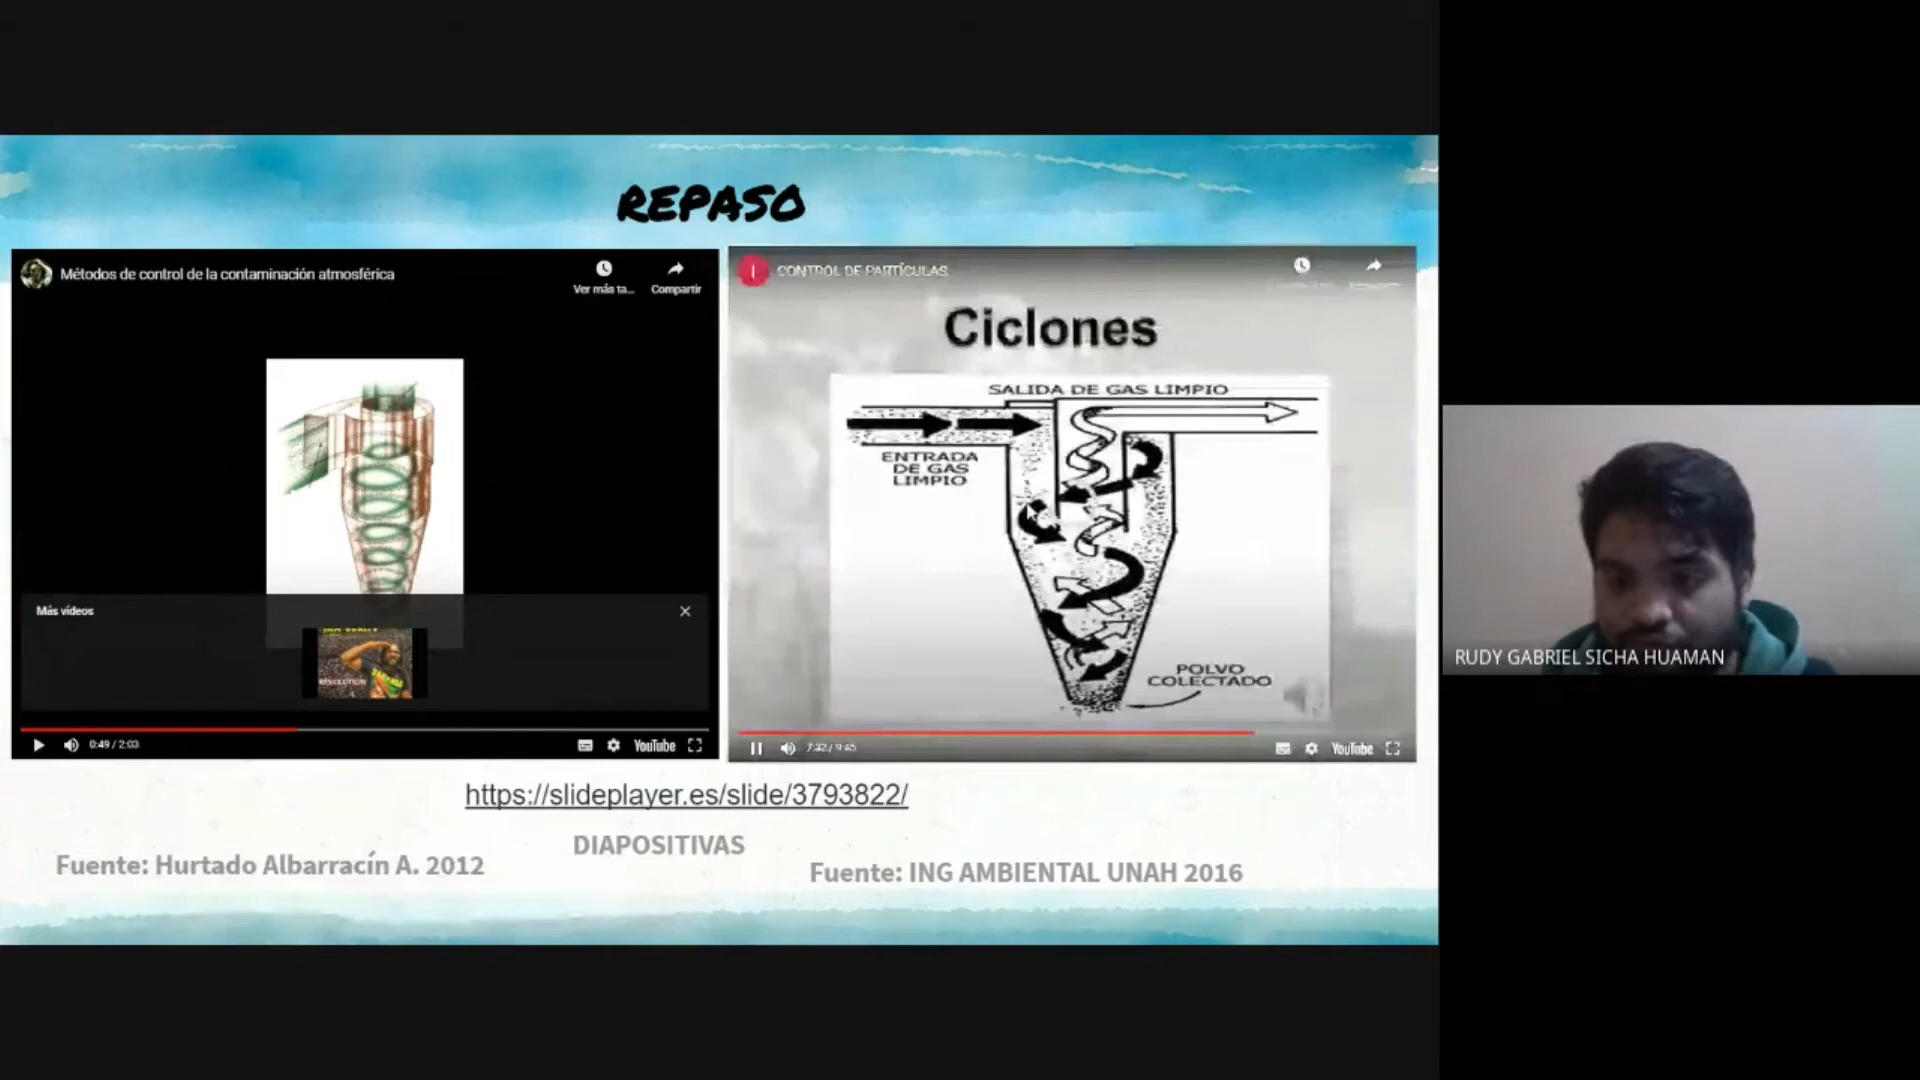 REPASO
Métodos de control de la contaminación atmosférica
Ver más ta...
Compartir
Más vídeos
REVOLUTION
0:49 / 2:03
YouTube
CONTROL DE PARTÍCULAS
Ciclones
SALIDA DE GAS LIMPIO
ENTRADA
DE GAS
LIMPIO
POLVO
COLECTADO
7:32 / 9:45
YouTube
https://slideplayer.es/slide/3793822/
DIAPOSITIVAS
Fuente: Hurtado Albarracín A. 2012
Fuente: ING AMBIENTAL UNAH 2016
RUDY GABRIEL SICHA HUAMAN